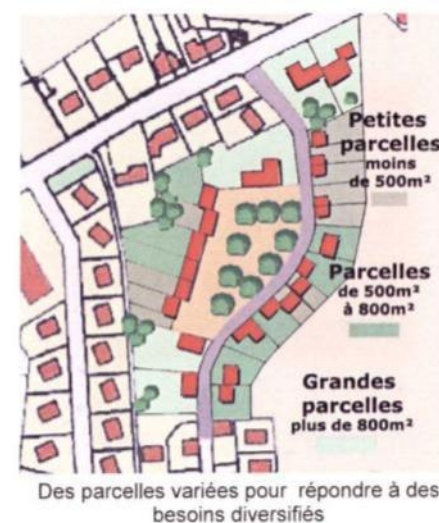 Petites
parcelles
moins
de 500m²
Parcelles
de 500m²
à 800m²
Grandes
parcelles
plus de 800m²
Des parcelles variées pour répondre à des
besoins diversifiés